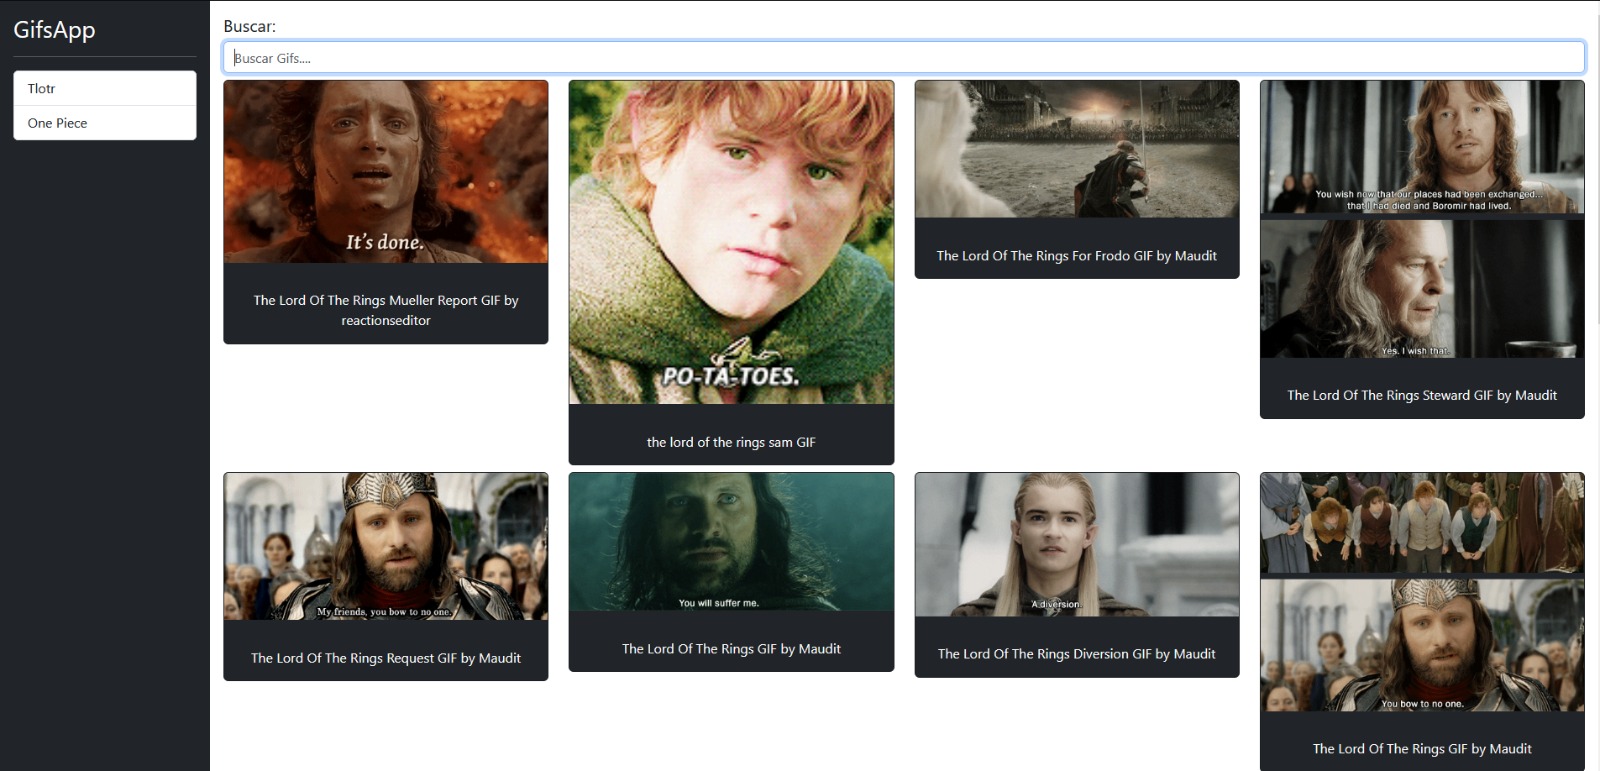 GifsApp
Tlotr
One Piece
Buscar:
Buscar Gifs....
It's done.
The Lord Of The Rings Mueller Report GIF by
reactionseditor
PO-TA-TOES.
the lord of the rings sam GIF
The Lord Of The Rings For Frodo GIF by Maudit
You wish now that our places had been exchanged...
that I had died and Boromir had lived.
Yes. I wish that.
The Lord Of The Rings Steward GIF by Maudit
My friends, you bow to no one.
The Lord Of The Rings Request GIF by Maudit
You will suffer me.
The Lord Of The Rings GIF by Maudit
A diversion.
The Lord Of The Rings Diversion GIF by Maudit
You bow to no one.
The Lord Of The Rings GIF by Maudit